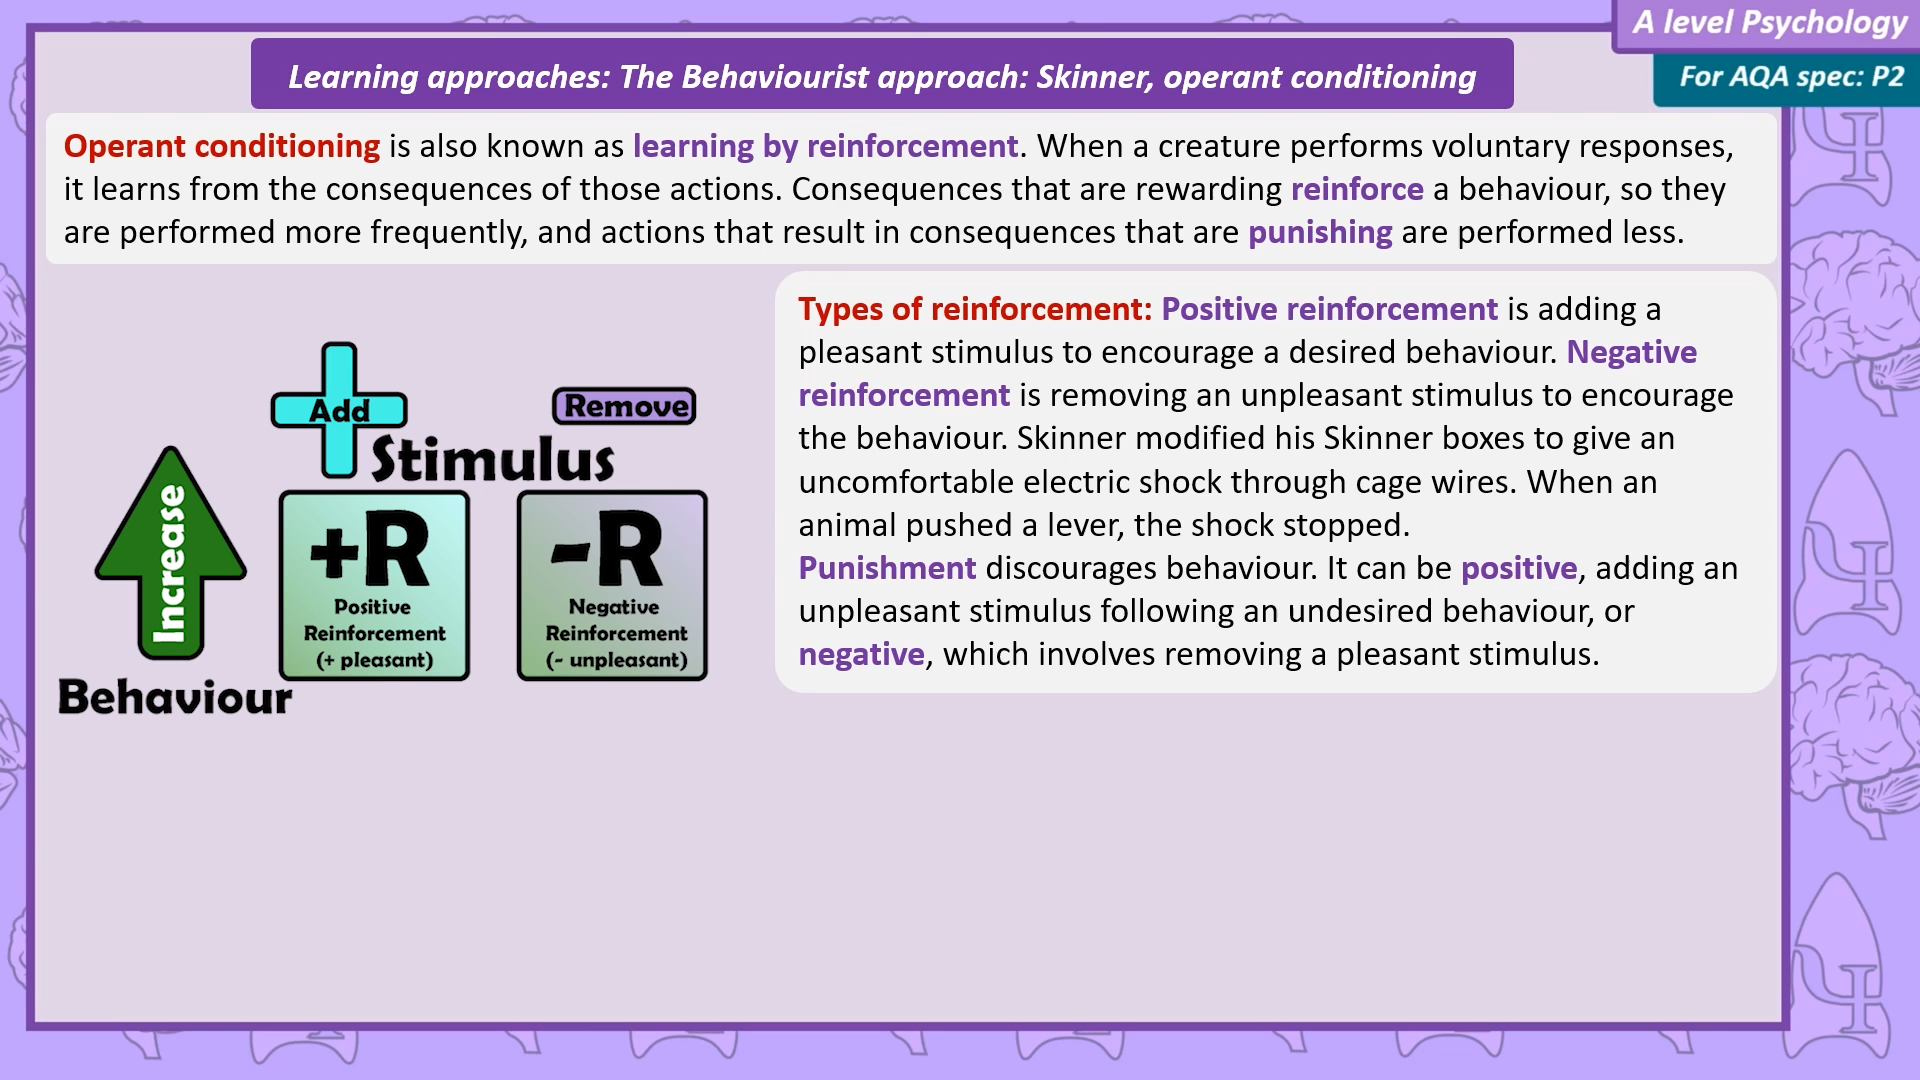 A level Psychology
For AQA spec: P2
Learning approaches: The Behaviourist approach: Skinner, operant conditioning
Operant conditioning is also known as learning by reinforcement. When a creature performs voluntary responses,
it learns from the consequences of those actions. Consequences that are rewarding reinforce a behaviour, so they
are performed more frequently, and actions that result in consequences that are punishing are performed less.
Add
Remove
Stimulus
Increase
Behaviour
+R
Positive
Reinforcement
(+ pleasant)
-R
Negative
Reinforcement
(- unpleasant)
Types of reinforcement: Positive reinforcement is adding a
pleasant stimulus to encourage a desired behaviour. Negative
reinforcement is removing an unpleasant stimulus to encourage
the behaviour. Skinner modified his Skinner boxes to give an
uncomfortable electric shock through cage wires. When an
animal pushed a lever, the shock stopped.
Punishment discourages behaviour. It can be positive, adding an
unpleasant stimulus following an undesired behaviour, or
negative, which involves removing a pleasant stimulus.